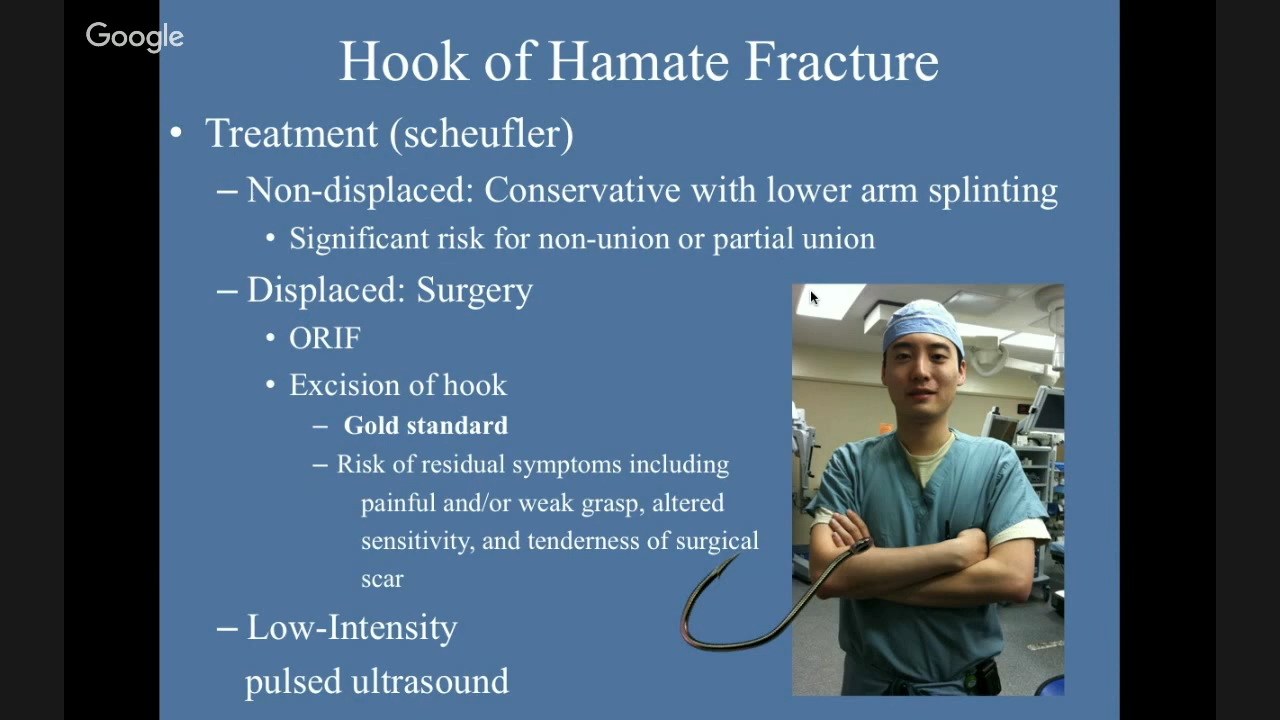 Google
Hook of Hamate Fracture
• Treatment (scheufler)
– Non-displaced: Conservative with lower arm splinting
• Significant risk for non-union or partial union
– Displaced: Surgery
• ORIF
• Excision of hook
– Gold standard
– Risk of residual symptoms including
painful and/or weak grasp, altered
sensitivity, and tenderness of surgical
scar
– Low-Intensity
pulsed ultrasound